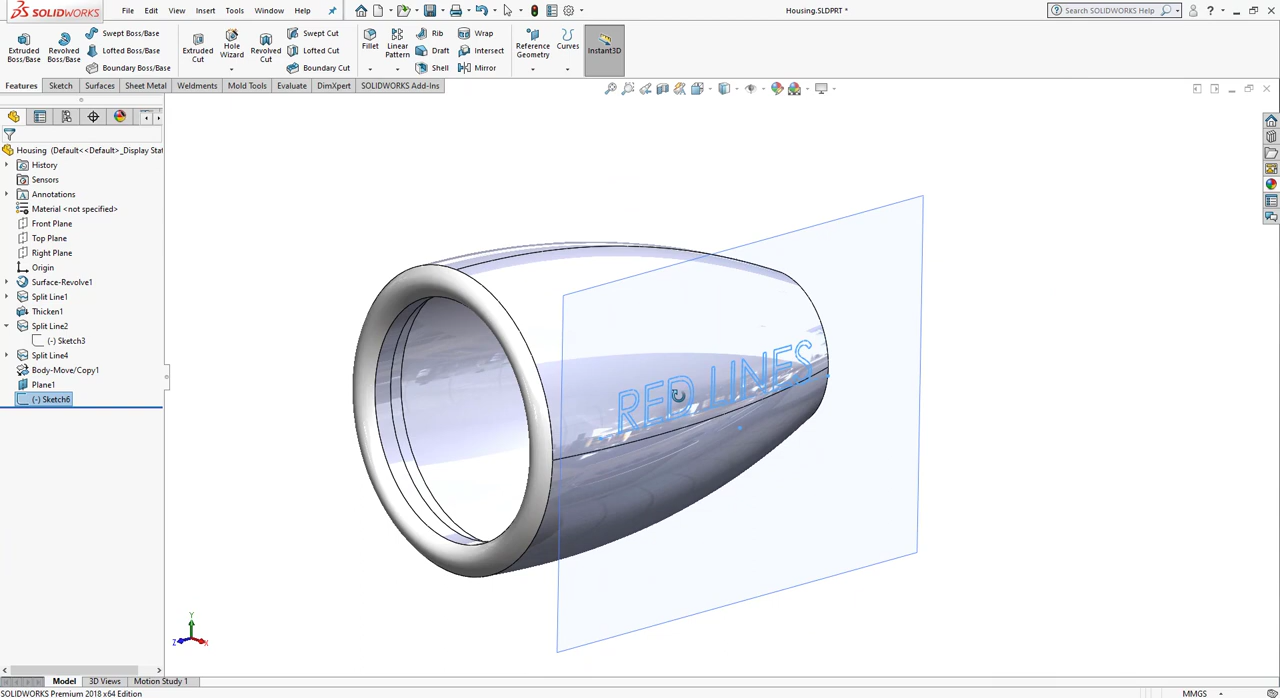 SOLIDWORKS File Edit View Insert Tools Window Help Housing.SLDPRT * Search SOLIDWORKS Help
Extruded Boss/Base
Revolved Boss/Base
Swept Boss/Base
Lofted Boss/Base
Boundary Boss/Base
Extruded Cut
Hole Wizard
Revolved Cut
Swept Cut
Lofted Cut
Boundary Cut
Fillet
Linear Pattern
Rib
Draft
Shell
Wrap
Intersect
Mirror
Reference Geometry
Curves
Instant3D
Features Sketch Surfaces Sheet Metal Weldments Mold Tools Evaluate DimXpert SOLIDWORKS Add-Ins
Housing (Default<<Default>_Display Stat
History
Sensors
Annotations
Material <not specified>
Front Plane
Top Plane
Right Plane
Origin
Surface-Revolve1
Split Line1
Thicken1
Split Line2
(-) Sketch3
Split Line4
Body-Move/Copy1
Plane1
(-) Sketch6
RED LINES
Y
Z X
Model 3D Views Motion Study 1
SOLIDWORKS Premium 2018 x64 Edition MMGS